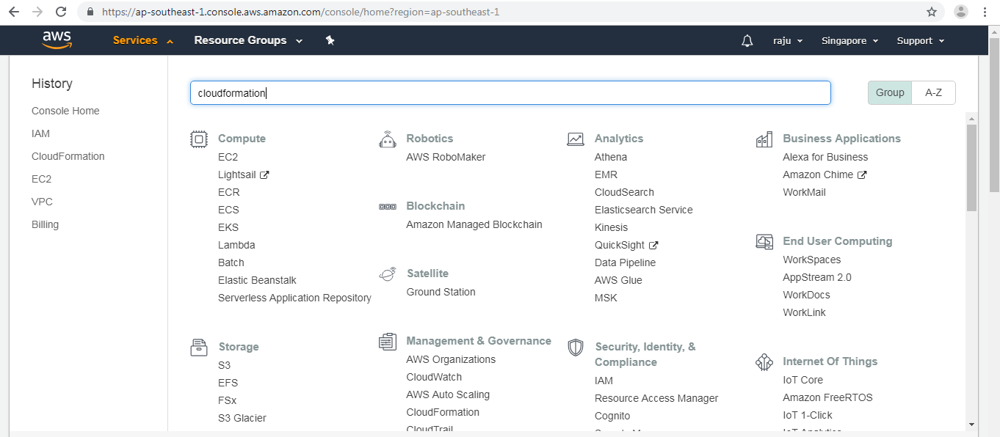 https://ap-southeast-1.console.aws.amazon.com/console/home?region=ap-southeast-1
aws
Services
Resource Groups
raju
Singapore
Support
History
Console Home
IAM
CloudFormation
EC2
VPC
Billing
cloudformation
Group
A-Z
Compute
EC2
Lightsail
ECR
ECS
EKS
Lambda
Batch
Elastic Beanstalk
Serverless Application Repository
Storage
S3
EFS
FSx
S3 Glacier
Robotics
AWS RoboMaker
Blockchain
Amazon Managed Blockchain
Satellite
Ground Station
Management & Governance
AWS Organizations
CloudWatch
AWS Auto Scaling
CloudFormation
CloudTrail
Analytics
Athena
EMR
CloudSearch
Elasticsearch Service
Kinesis
QuickSight
Data Pipeline
AWS Glue
MSK
Security, Identity, &
Compliance
IAM
Resource Access Manager
Cognito
Business Applications
Alexa for Business
Amazon Chime
WorkMail
End User Computing
WorkSpaces
AppStream 2.0
WorkDocs
WorkLink
Internet Of Things
IoT Core
Amazon FreeRTOS
IoT 1-Click
IoT Analytics